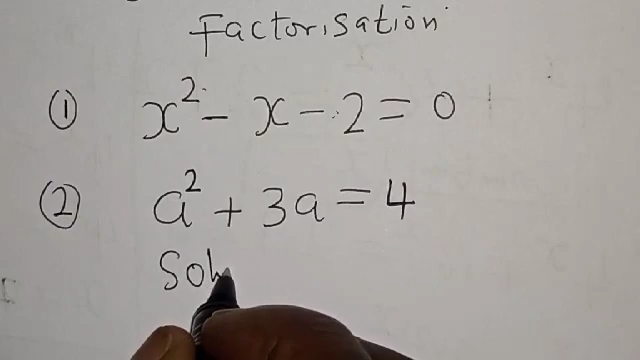 Factorisation
① x² - x - 2 = 0
② a² + 3a = 4
Sol